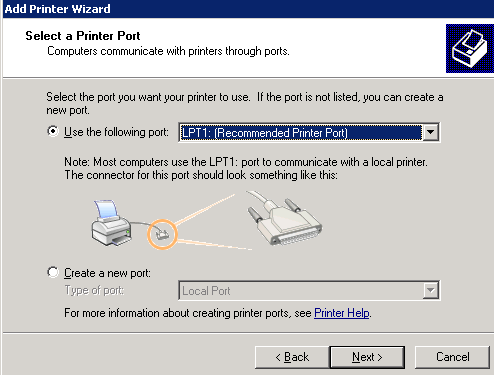 Add Printer Wizard
Select a Printer Port
Computers communicate with printers through ports.
Select the port you want your printer to use. If the port is not listed, you can create a
new port.
Use the following port: LPT1: (Recommended Printer Port)
Note: Most computers use the LPT1: port to communicate with a local printer.
The connector for this port should look something like this:
Create a new port:
Type of port: Local Port
For more information about creating printer ports, see Printer Help.
< Back Next > Cancel